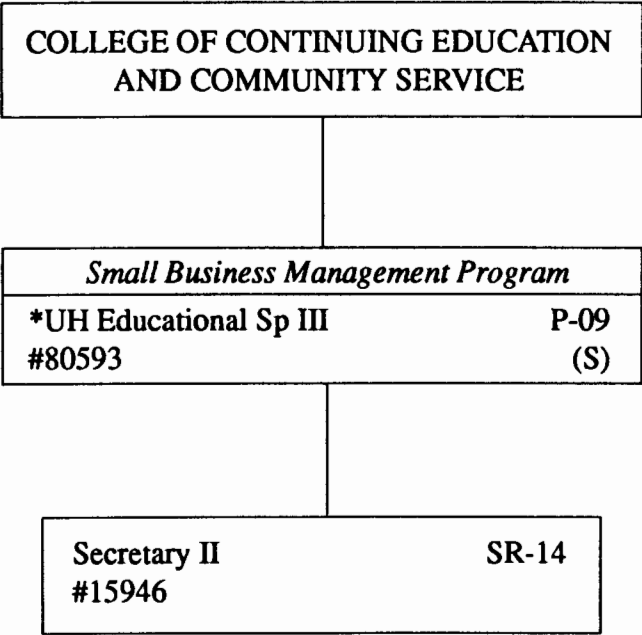 COLLEGE OF CONTINUING EDUCATION
AND COMMUNITY SERVICE
Small Business Management Program
*UH Educational Sp III P-09
#80593 (S)
Secretary II SR-14
#15946